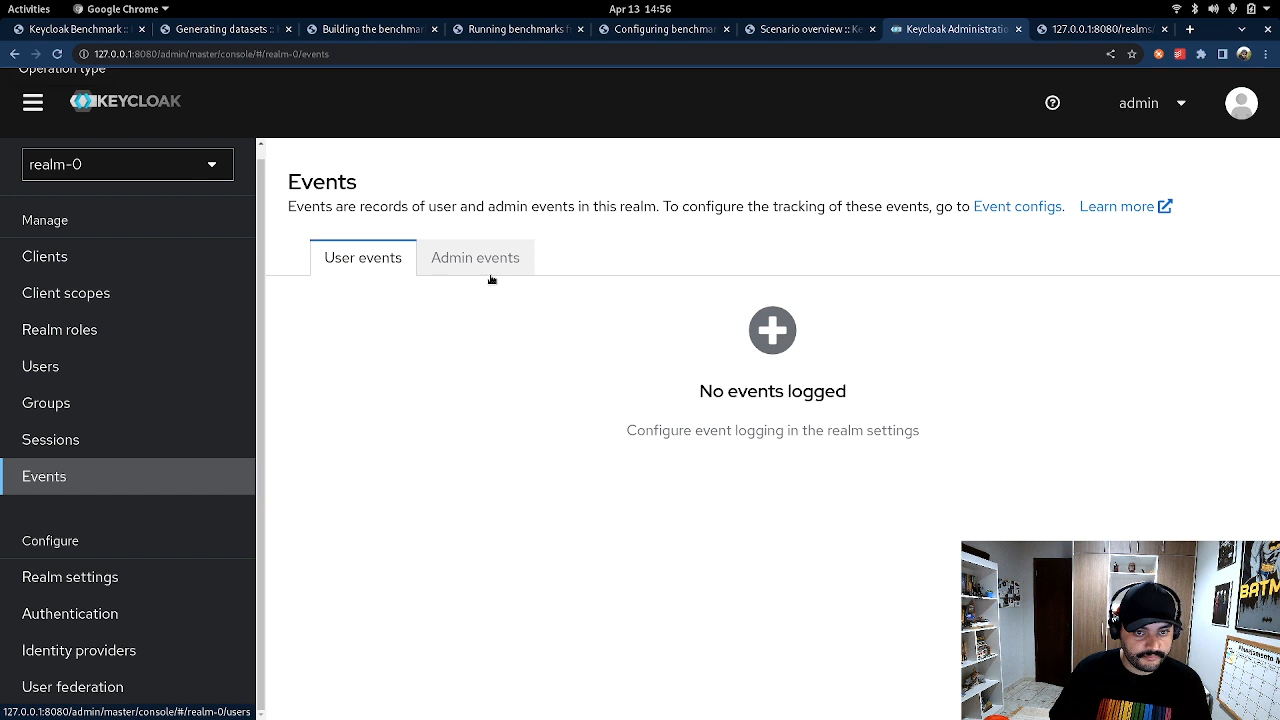 Activities
Google Chrome
Apr 13 14:56
Keycloak Benchmark ::
Generating datasets ::
Building the benchmar
Running benchmarks f
Configuring benchmar
Scenario overview :: Ke
Keycloak Administratio
127.0.0.1:8080/realms/
127.0.0.1:8080/admin/master/console/#/realm-0/events
Operation type
KEYCLOAK
admin
realm-0
Manage
Clients
Client scopes
Realm roles
Users
Groups
Sessions
Events
Configure
Realm settings
Authentication
Identity providers
User federation
127.0.0.1:8080/admin/master/console/#/realm-0/users
Events
Events are records of user and admin events in this realm. To configure the tracking of these events, go to Event configs. Learn more
User events
Admin events
No events logged
Configure event logging in the realm settings
BATM